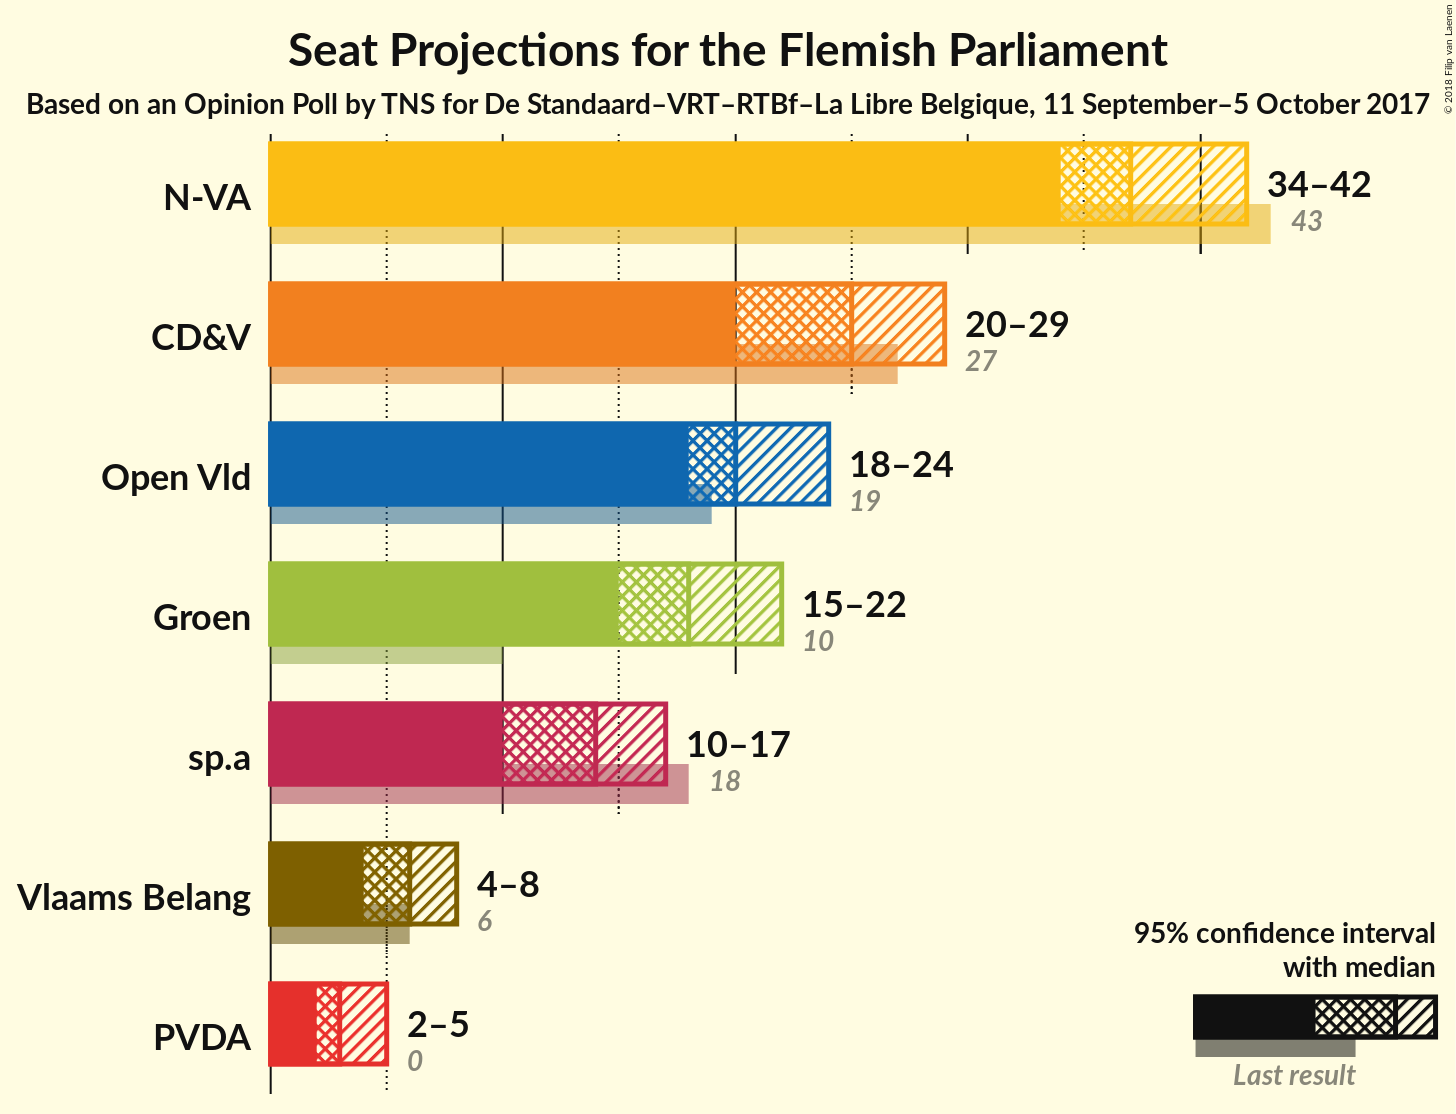 Seat Projections for the Flemish Parliament
Based on an Opinion Poll by TNS for De Standaard–VRT–RTBf–La Libre Belgique, 11 September–5 October 2017
© 2018 Filip van Laenen
N-VA
34–42
43
CD&V
20–29
27
Open Vld
18–24
19
Groen
15–22
10
sp.a
10–17
18
Vlaams Belang
4–8
6
PVDA
2–5
0
95% confidence interval
with median
Last result